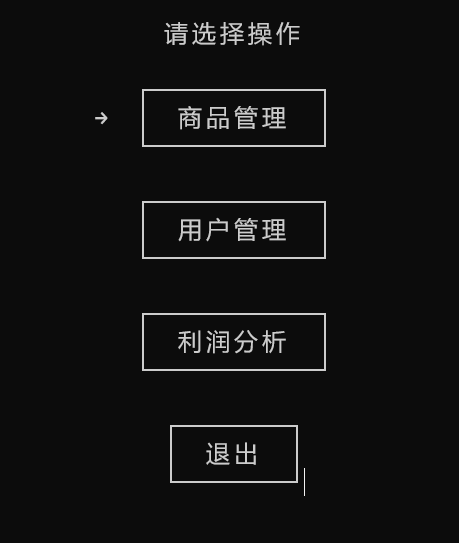 请选择操作
→ 商品管理
用户管理
利润分析
退出